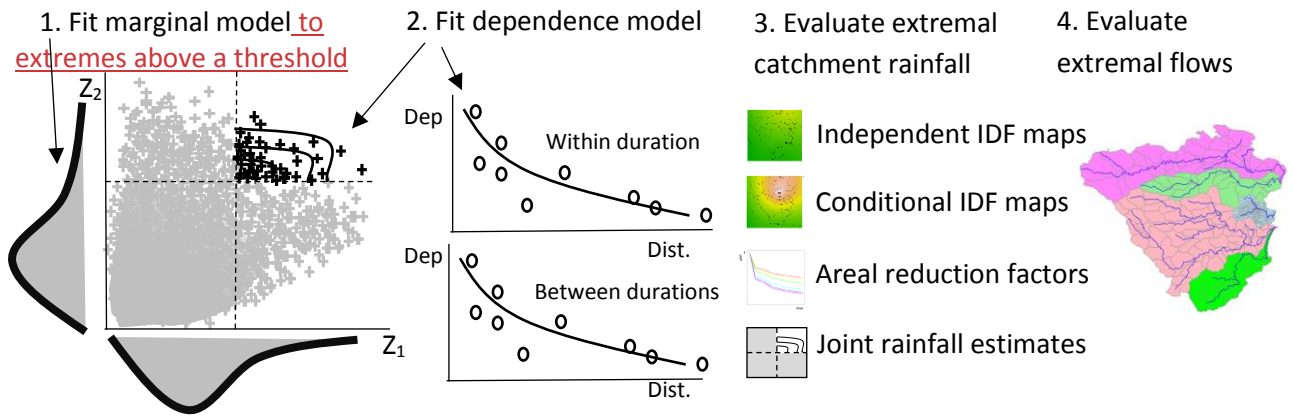 1. Fit marginal model to
extremes above a threshold
Z2
Z1
2. Fit dependence model
Dep
Within duration
Dist.
Dep
Between durations
Dist.
3. Evaluate extremal
catchment rainfall
Independent IDF maps
Conditional IDF maps
Areal reduction factors
Joint rainfall estimates
4. Evaluate
extremal flows